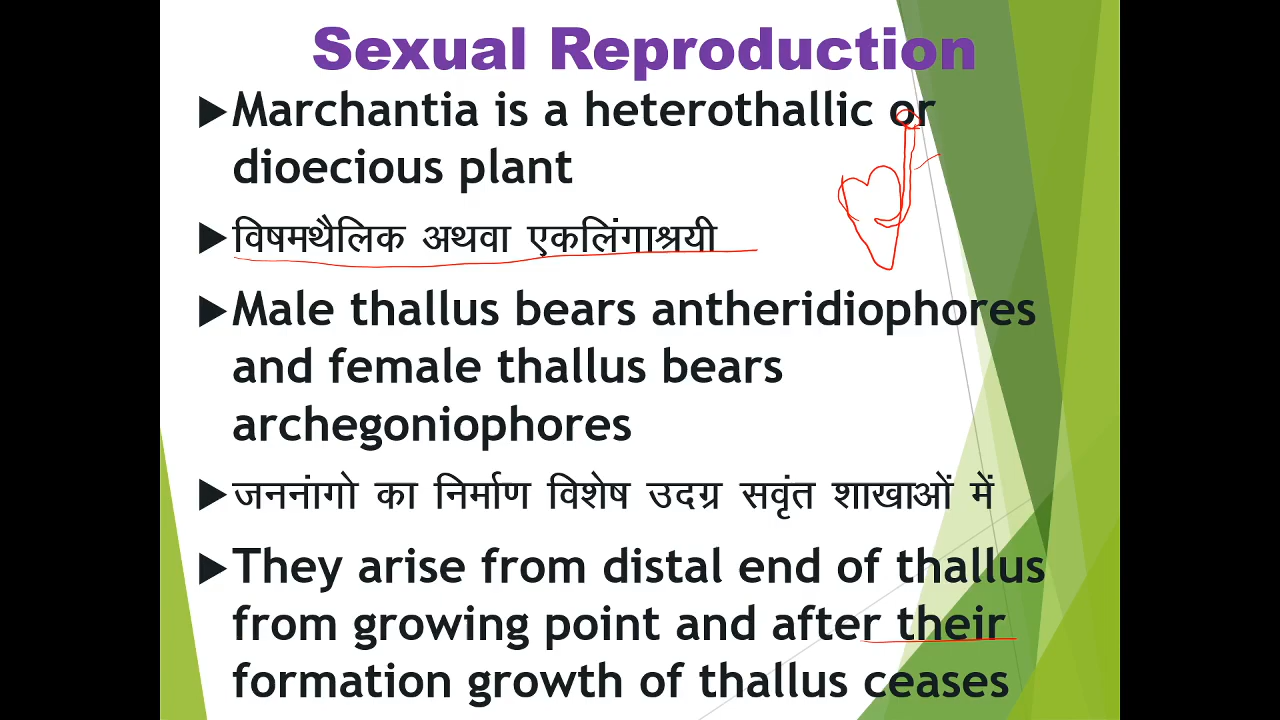 Sexual Reproduction
Marchantia is a heterothallic or
dioecious plant
विषमथैलिक अथवा एकलिंगाश्रयी
Male thallus bears antheridiophores
and female thallus bears
archegoniophores
जननांगो का निर्माण विशेष उदग्र सवृंत शाखाओं में
They arise from distal end of thallus
from growing point and after their
formation growth of thallus ceases